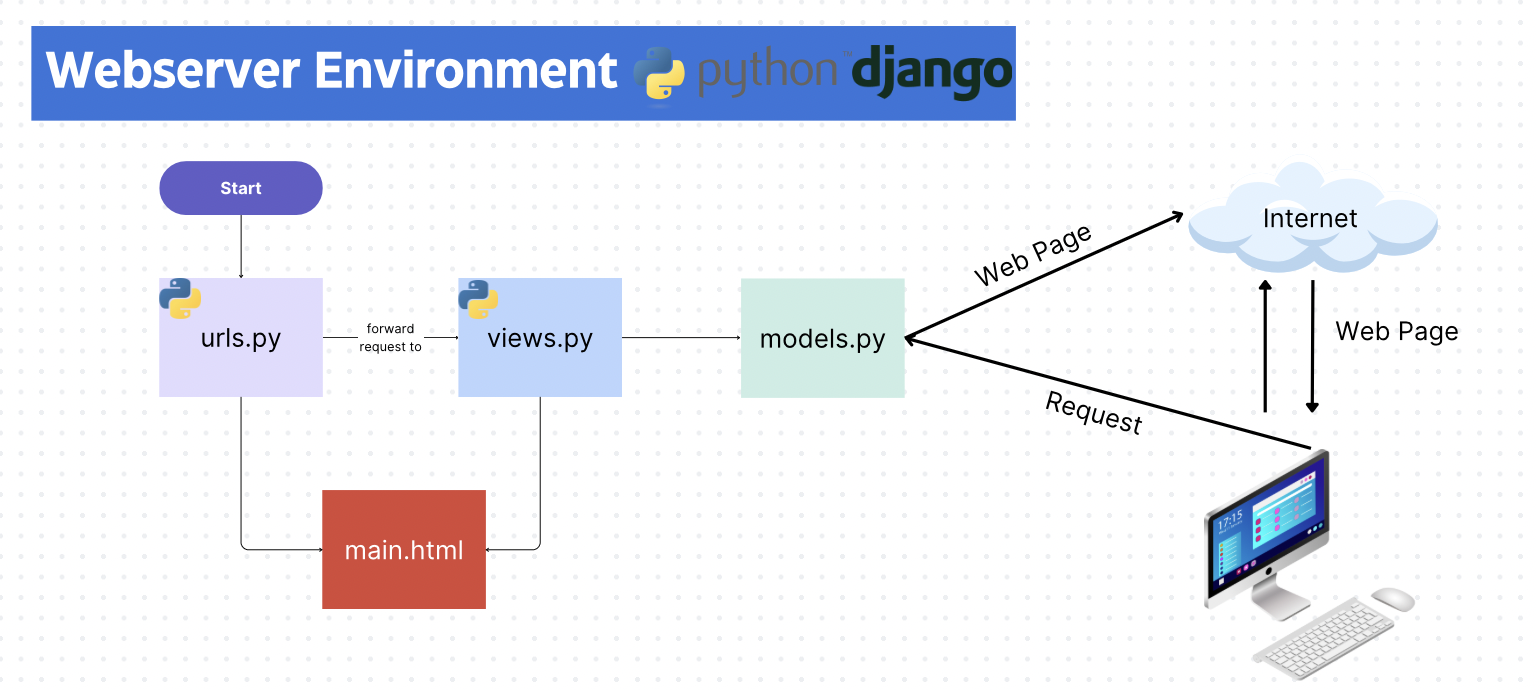 Webserver Environment python™ django
Start
Internet
Web Page
urls.py
forward
request to
views.py
models.py
Web Page
Request
main.html
17:15